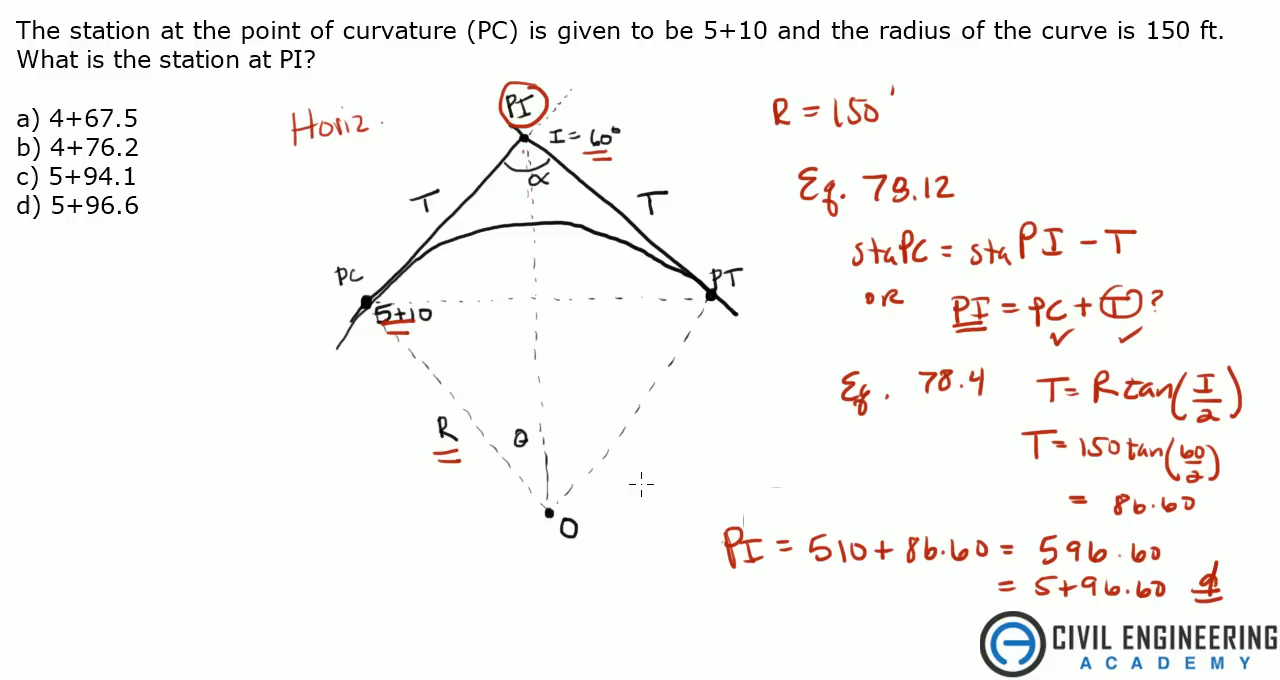 The station at the point of curvature (PC) is given to be 5+10 and the radius of the curve is 150 ft.
What is the station at PI?
a) 4+67.5
b) 4+76.2
c) 5+94.1
d) 5+96.6
Horiz.
PI
I = 60°
α
T
T
PC
5+10
PT
R
θ
O
R = 150'
Eq. 78.12
sta PC = sta PI - T
OR
PI = PC + T ?
Eq. 78.4
T = R tan(I/2)
T = 150 tan(60/2)
= 86.60
PI = 510 + 86.60 = 596.60
= 5+96.60 d
CIVIL ENGINEERING
ACADEMY